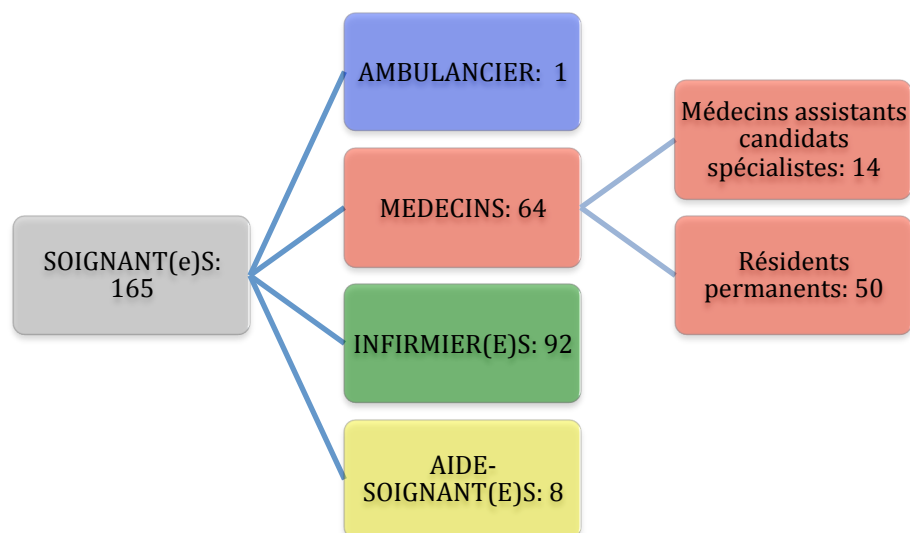 SOIGNANT(e)S:
165
AMBULANCIER: 1
MEDECINS: 64
Médecins assistants
candidats
spécialistes: 14
Résidents
permanents: 50
INFIRMIER(E)S: 92
AIDE-
SOIGNANT(E)S: 8